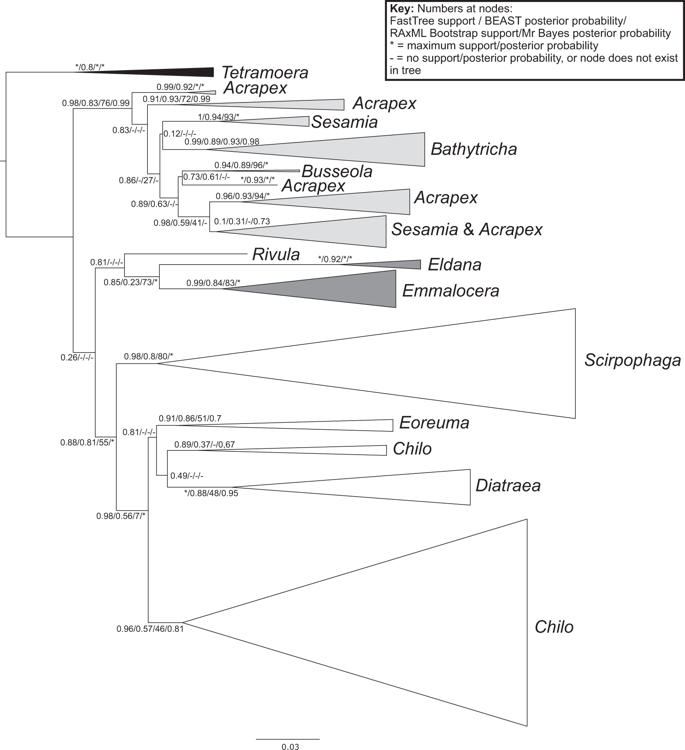 Key: Numbers at nodes:
FastTree support / BEAST posterior probability/
RAxML Bootstrap support/Mr Bayes posterior probability
* = maximum support/posterior probability
- = no support/posterior probability, or node does not exist
in tree
*/0.8/*/*
Tetramoera
0.99/0.92/*/*
Acrapex
0.98/0.83/76/0.99
0.91/0.93/72/0.99
Acrapex
1/0.94/93/*
Sesamia
0.83/-/-/-
0.12/-/-/-
0.99/0.89/0.93/0.98
Bathytricha
0.94/0.89/96/*
Busseola
0.86/-/27/-
0.73/0.61/-/-
*/0.93/*/*
Acrapex
0.96/0.93/94/*
Acrapex
0.89/0.63/-/-
0.98/0.59/41/-
0.1/0.31/-/0.73
Sesamia & Acrapex
Rivula
0.81/-/-/-
*/0.92/*/*
Eldana
0.85/0.23/73/*
0.99/0.84/83/*
Emmalocera
0.26/-/-/-
0.98/0.8/80/*
Scirpophaga
0.91/0.86/51/0.7
Eoreuma
0.81/-/-/-
0.88/0.81/55/*
0.89/0.37/-/0,67
Chilo
0.49/-/-/-
*/0.88/48/0.95
Diatraea
0.98/0.56/7/*
0.96/0.57/46/0.81
Chilo
0.03